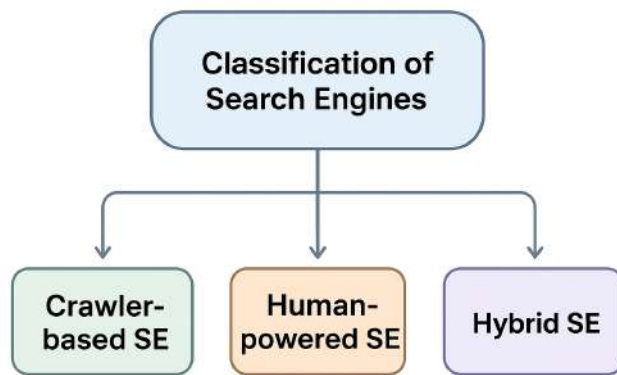 Classification of
Search Engines
Crawler-
based SE
Human-
powered SE
Hybrid SE